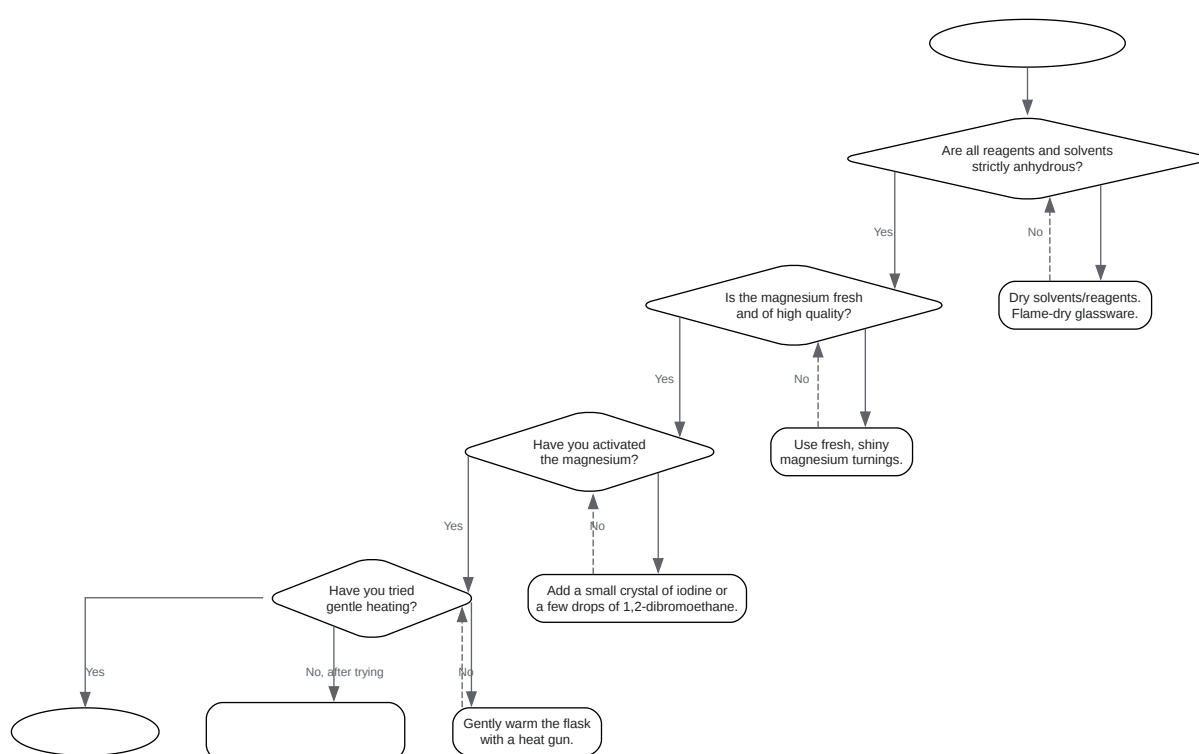 Are all reagents and solvents
strictly anhydrous?
Yes
No
Dry solvents/reagents.
Flame-dry glassware.
Is the magnesium fresh
and of high quality?
Yes
No
Use fresh, shiny
magnesium turnings.
Have you activated
the magnesium?
Yes
No
Add a small crystal of iodine or
a few drops of 1,2-dibromoethane.
Have you tried
gentle heating?
Yes
No, after trying
No
Gently warm the flask
with a heat gun.